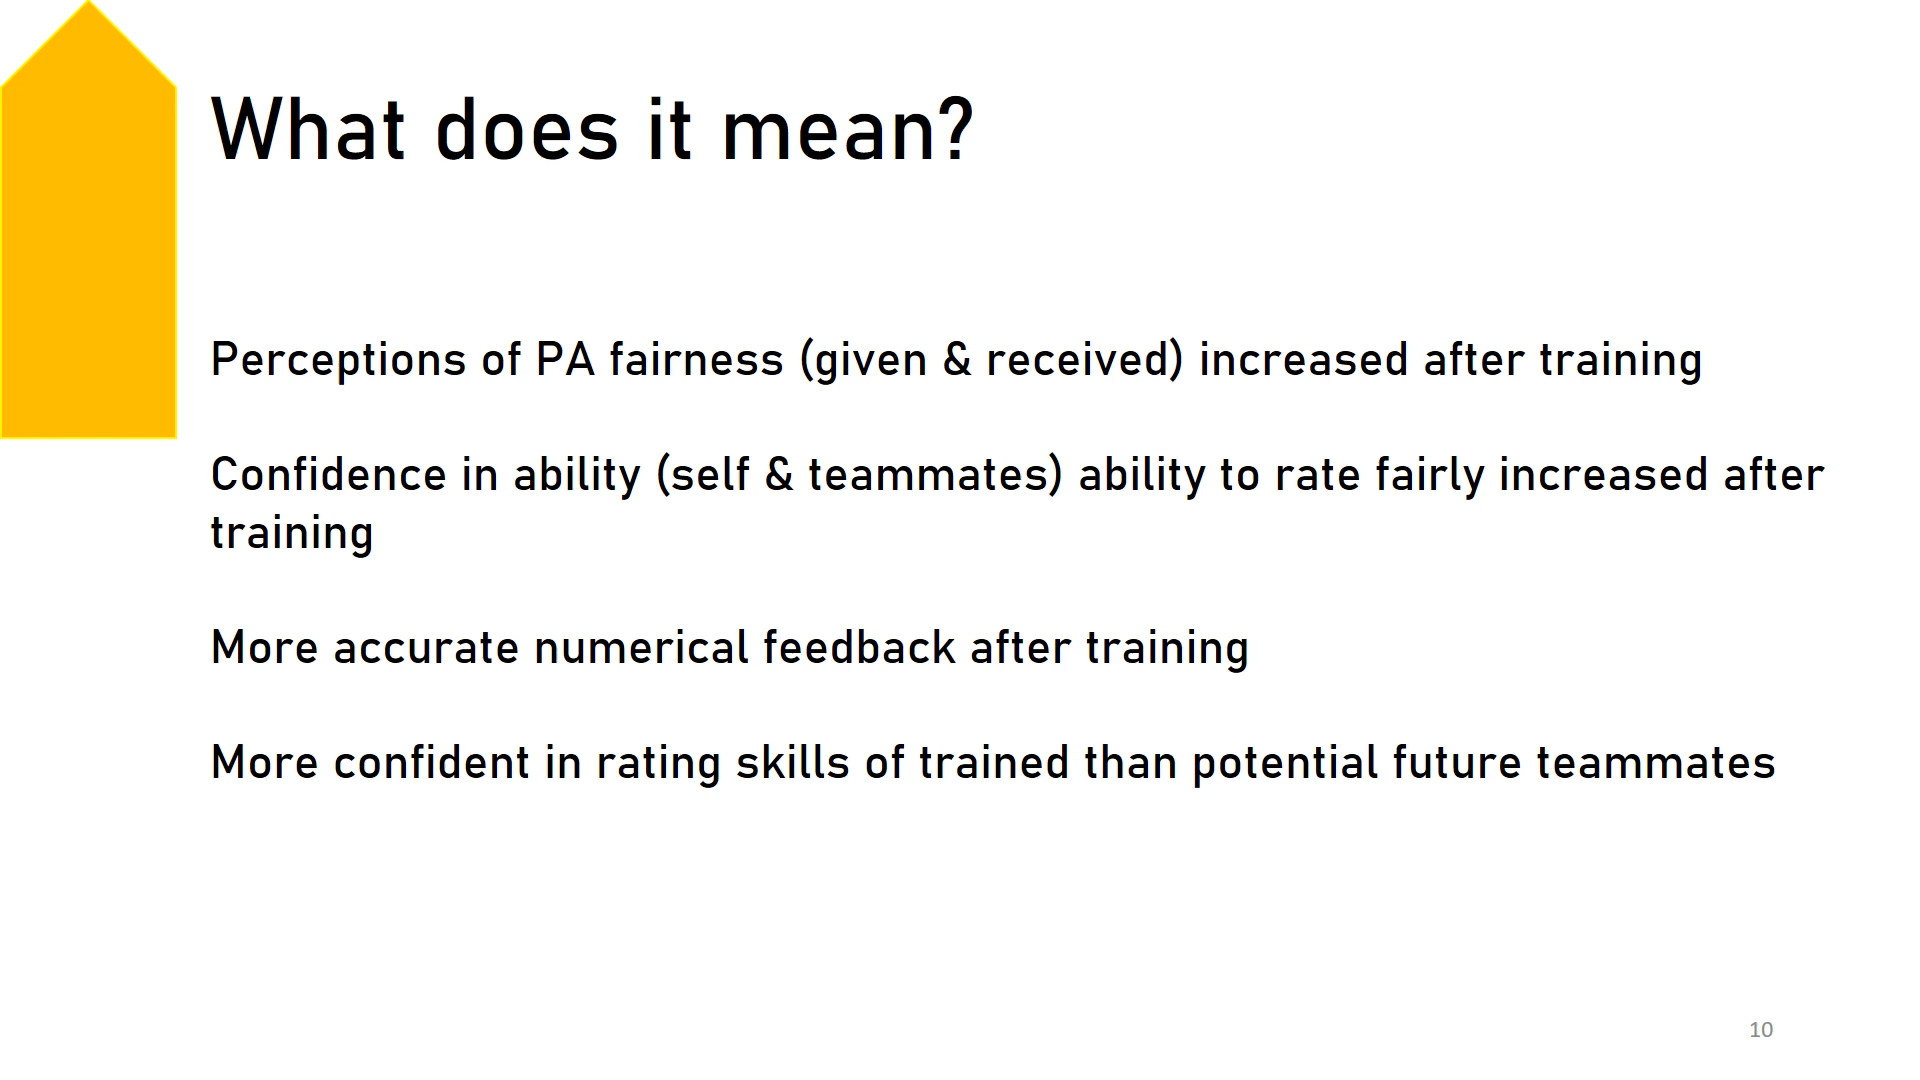 What does it mean?
Perceptions of PA fairness (given & received) increased after training
Confidence in ability (self & teammates) ability to rate fairly increased after
training
More accurate numerical feedback after training
More confident in rating skills of trained than potential future teammates
10